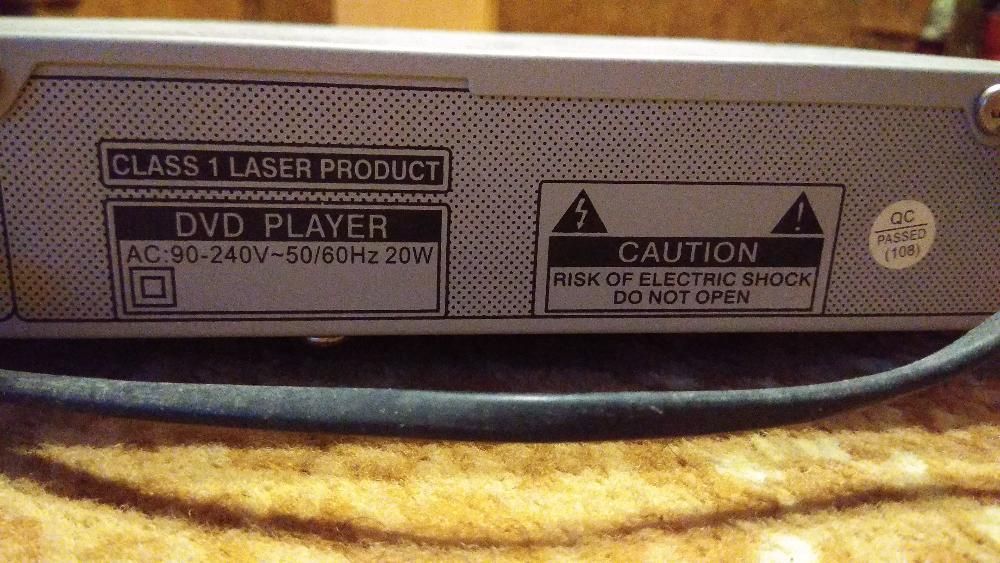 CLASS 1 LASER PRODUCT
DVD PLAYER
AC:90-240V~50/60Hz 20W
CAUTION
RISK OF ELECTRIC SHOCK
DO NOT OPEN
QC
PASSED
(108)